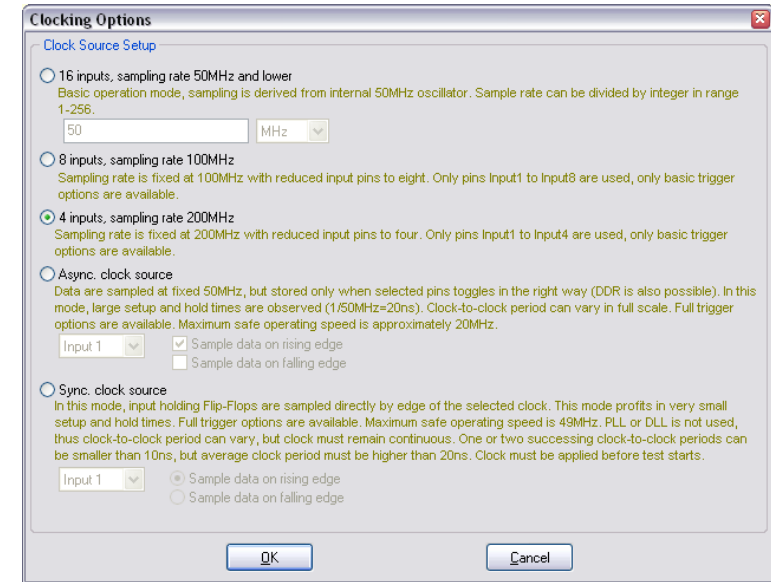 Clocking Options
Clock Source Setup
16 inputs, sampling rate 50MHz and lower
Basic operation mode, sampling is derived from internal 50MHz oscillator. Sample rate can be divided by integer in range
1-256.
50 MHz
8 inputs, sampling rate 100MHz
Sampling rate is fixed at 100MHz with reduced input pins to eight. Only pins Input1 to Input8 are used, only basic trigger
options are available.
4 inputs, sampling rate 200MHz
Sampling rate is fixed at 200MHz with reduced input pins to four. Only pins Input1 to Input4 are used, only basic trigger
options are available.
Async. clock source
Data are sampled at fixed 50MHz, but stored only when selected pins toggles in the right way (DDR is also possible). In this
mode, large setup and hold times are observed (1/50MHz=20ns). Clock-to-clock period can vary in full scale. Full trigger
options are available. Maximum safe operating speed is approximately 20MHz.
Input 1 Sample data on rising edge
Sample data on falling edge
Sync. clock source
In this mode, input holding Flip-Flops are sampled directly by edge of the selected clock. This mode profits in very small
setup and hold times. Full trigger options are available. Maximum safe operating speed is 49MHz. PLL or DLL is not used,
thus clock-to-clock period can vary, but clock must remain continuous. One or two successing clock-to-clock periods can
be smaller than 10ns, but average clock period must be higher than 20ns. Clock must be applied before test starts.
Input 1 Sample data on rising edge
Sample data on falling edge
OK Cancel